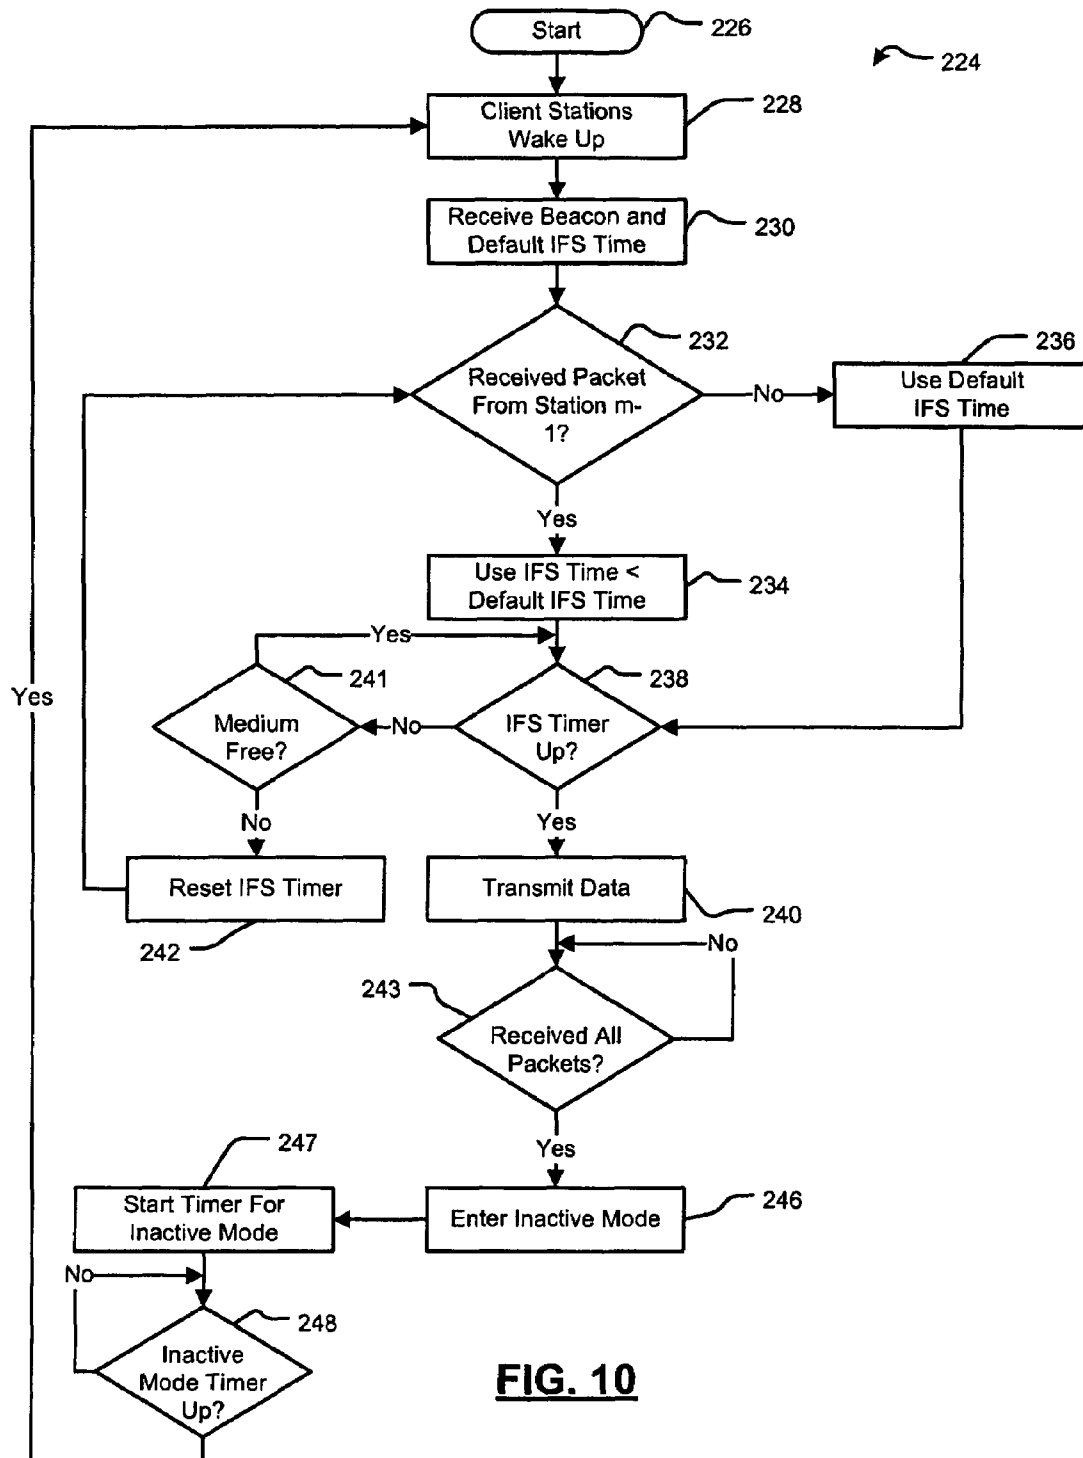 Start
226
224
Client Stations
Wake Up
228
Receive Beacon and
Default IFS Time
230
232
Received Packet
From Station m-
1?
No
236
Use Default
IFS Time
Yes
Use IFS Time <
Default IFS Time
234
Yes
241
Medium
Free?
No
238
IFS Timer
Up?
Yes
No
Yes
Reset IFS Timer
242
Transmit Data
240
No
243
Received All
Packets?
Yes
247
Start Timer For
Inactive Mode
Enter Inactive Mode
246
No
248
Inactive
Mode Timer
Up?
FIG. 10